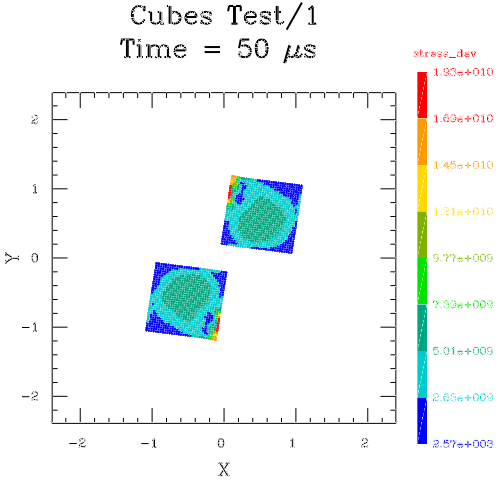 Cubes Test/1
Time = 50 μs
stress_dev
1.93e+010
1.69e+010
1.45e+010
1.21e+010
9.77e+009
7.39e+009
5.01e+009
2.63e+009
2.57e+008
2
1
0
-1
-2
Y
-2
-1
0
1
2
X